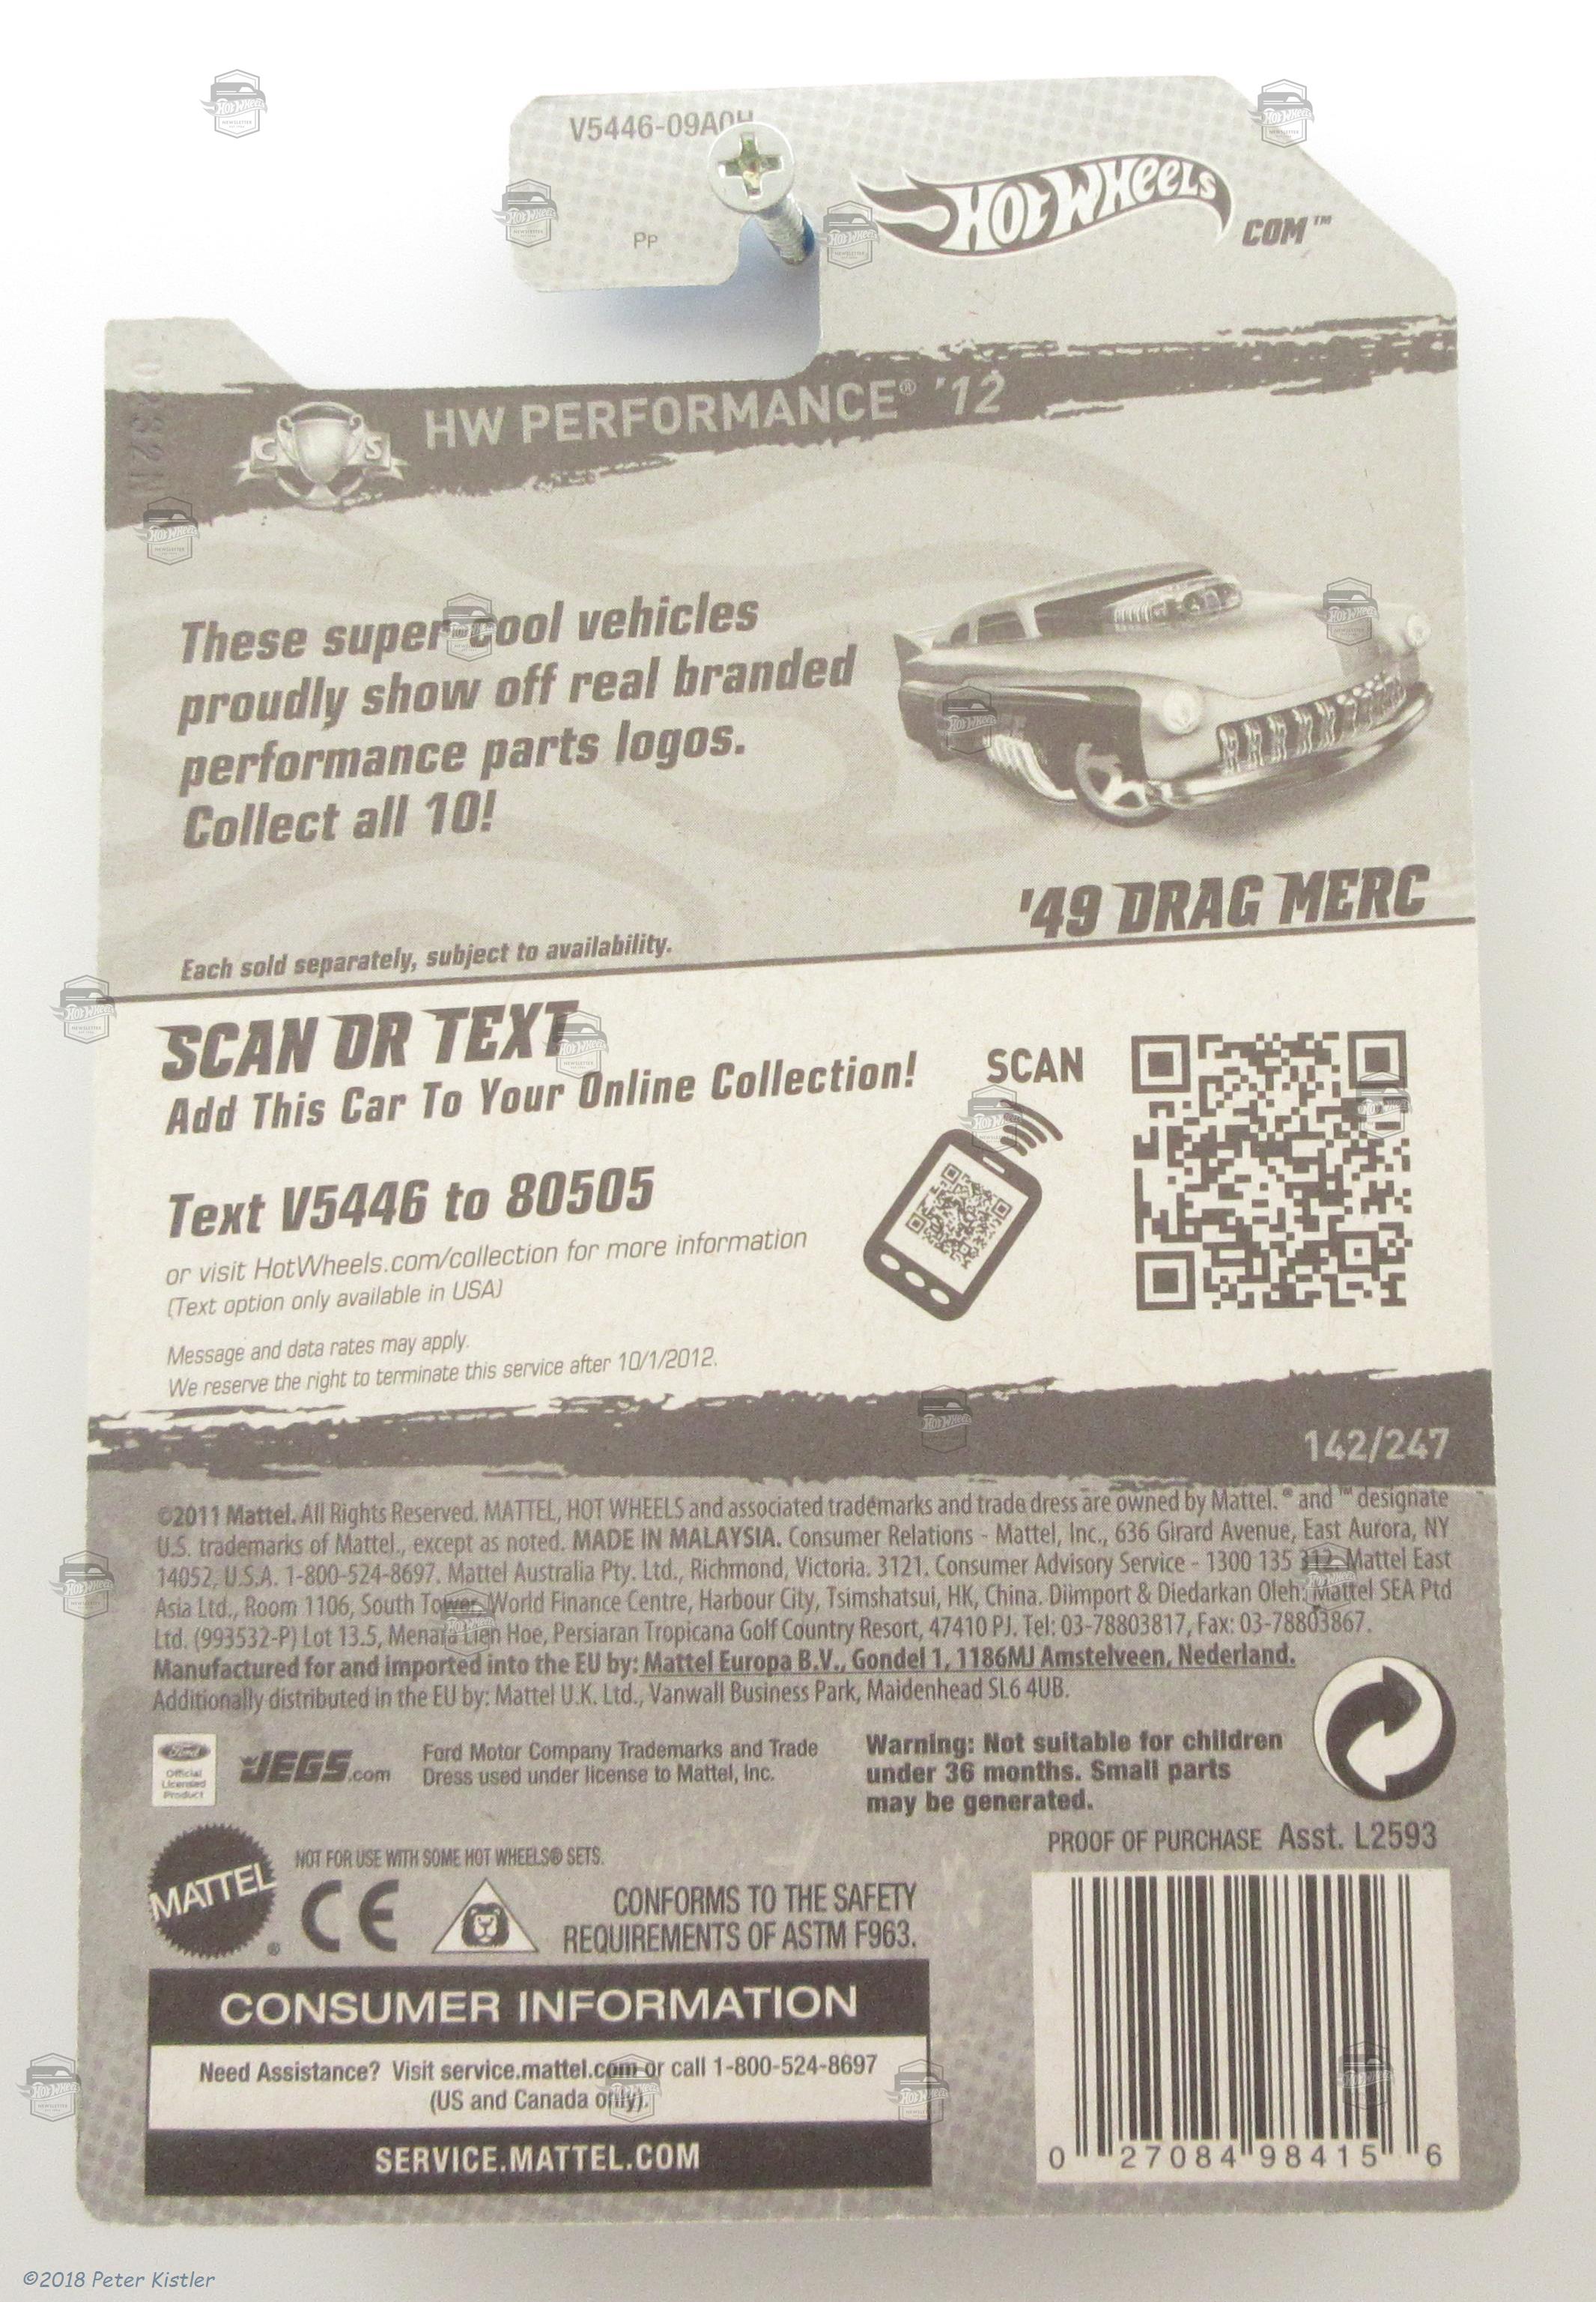 V5446-09A0H
Pp
HOT WHEELS
COM™
HW PERFORMANCE® '12
C S
These super-cool vehicles
proudly show off real branded
performance parts logos.
Collect all 10!
'49 DRAG MERC
Each sold separately, subject to availability.
SCAN OR TEXT
Add This Car To Your Online Collection!
SCAN
Text V5446 to 80505
or visit HotWheels.com/collection for more information
(Text option only available in USA)
Message and data rates may apply.
We reserve the right to terminate this service after 10/1/2012.
142/247
©2011 Mattel. All Rights Reserved. MATTEL, HOT WHEELS and associated trademarks and trade dress are owned by Mattel. ® and ™ designate
U.S. trademarks of Mattel., except as noted. MADE IN MALAYSIA. Consumer Relations - Mattel, Inc., 636 Girard Avenue, East Aurora, NY
14052, U.S.A. 1-800-524-8697. Mattel Australia Pty. Ltd., Richmond, Victoria. 3121. Consumer Advisory Service - 1300 135 312. Mattel East
Asia Ltd., Room 1106, South Tower, World Finance Centre, Harbour City, Tsimshatsui, HK, China. Diimport & Diedarkan Oleh: Mattel SEA Ptd
Ltd. (993532-P) Lot 13.5, Menara Lien Hoe, Persiaran Tropicana Golf Country Resort, 47410 PJ. Tel: 03-78803817, Fax: 03-78803867.
Manufactured for and imported into the EU by: Mattel Europa B.V., Gondel 1, 1186MJ Amstelveen, Nederland.
Additionally distributed in the EU by: Mattel U.K. Ltd., Vanwall Business Park, Maidenhead SL6 4UB.
Ford
Official
Licensed
Product
JEGS.com
Ford Motor Company Trademarks and Trade
Dress used under license to Mattel, Inc.
Warning: Not suitable for children
under 36 months. Small parts
may be generated.
PROOF OF PURCHASE Asst. L2593
MATTEL®
NOT FOR USE WITH SOME HOT WHEELS® SETS.
CE
CONFORMS TO THE SAFETY
REQUIREMENTS OF ASTM F963.
CONSUMER INFORMATION
Need Assistance? Visit service.mattel.com or call 1-800-524-8697
(US and Canada only).
SERVICE.MATTEL.COM
0 27084 98415 6
©2018 Peter Kistler